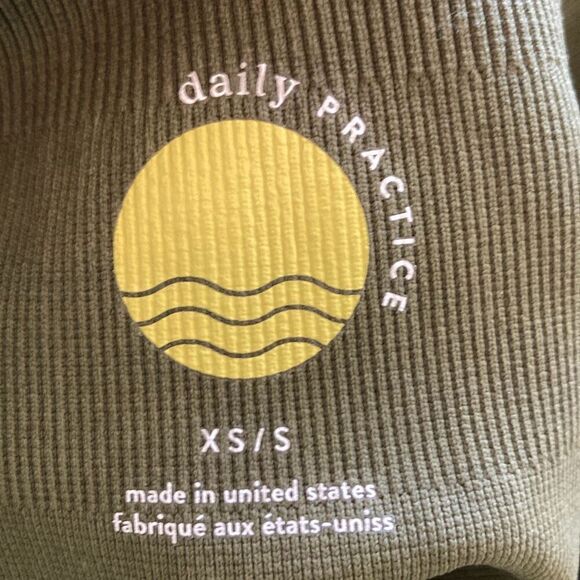 daily PRACTICE
XS/S
made in united states
fabriqué aux états-uniss